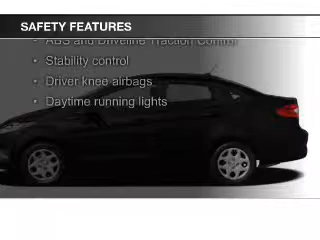 SAFETY FEATURES
• ABS and Driveline Traction Control
• Stability control
• Driver knee airbags
• Daytime running lights